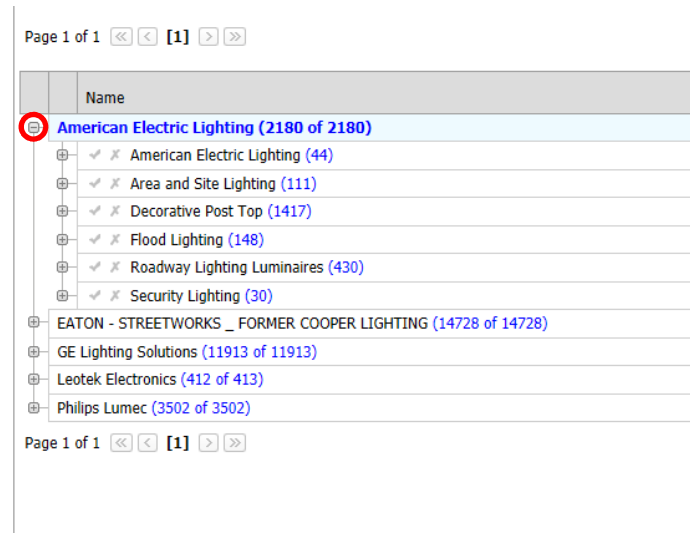 Page 1 of 1 « < [1] > »
Name
American Electric Lighting (2180 of 2180)
American Electric Lighting (44)
Area and Site Lighting (111)
Decorative Post Top (1417)
Flood Lighting (148)
Roadway Lighting Luminaires (430)
Security Lighting (30)
EATON - STREETWORKS _ FORMER COOPER LIGHTING (14728 of 14728)
GE Lighting Solutions (11913 of 11913)
Leotek Electronics (412 of 413)
Philips Lumec (3502 of 3502)
Page 1 of 1 « < [1] > »